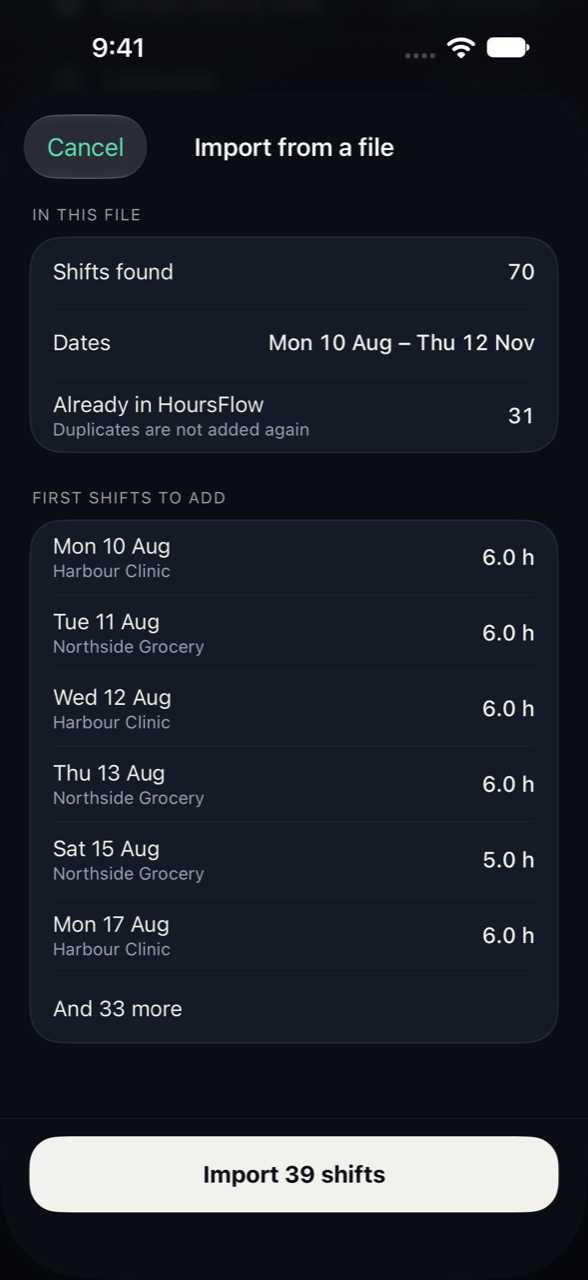 9:41
Cancel
Import from a file
IN THIS FILE
Shifts found
70
Dates
Mon 10 Aug – Thu 12 Nov
Already in HoursFlow
Duplicates are not added again
31
FIRST SHIFTS TO ADD
Mon 10 Aug
Harbour Clinic
6.0 h
Tue 11 Aug
Northside Grocery
6.0 h
Wed 12 Aug
Harbour Clinic
6.0 h
Thu 13 Aug
Northside Grocery
6.0 h
Sat 15 Aug
Northside Grocery
5.0 h
Mon 17 Aug
Harbour Clinic
6.0 h
And 33 more
Import 39 shifts